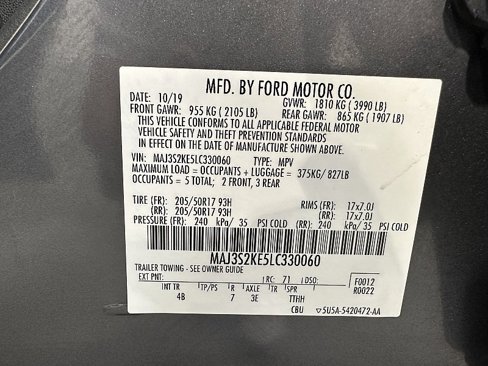 MFD. BY FORD MOTOR CO.
DATE: 10/19 GVWR: 1810 KG ( 3990 LB)
FRONT GAWR: 955 KG ( 2105 LB) REAR GAWR: 865 KG ( 1907 LB)
THIS VEHICLE CONFORMS TO ALL APPLICABLE FEDERAL MOTOR
VEHICLE SAFETY AND THEFT PREVENTION STANDARDS
IN EFFECT ON THE DATE OF MANUFACTURE SHOWN ABOVE.
VIN: MAJ3S2KE5LC330060 TYPE: MPV
MAXIMUM LOAD = OCCUPANTS + LUGGAGE = 375KG/ 827LB
OCCUPANTS = 5 TOTAL; 2 FRONT, 3 REAR
TIRE (FR): 205/50R17 93H RIMS (FR): 17x7.0J
(RR): 205/50R17 93H (RR): 17x7.0J
PRESSURE (FR): 240 kPa/ 35 PSI COLD (RR): 240 kPa/ 35 PSI COLD
MAJ3S2KE5LC330060
TRAILER TOWING - SEE OWNER GUIDE
EXT PNT: RC: 71 DSO: F0012
R0022
INT TR TP/PS R AXLE TR SPR
4B 7 3E TTHH
CBU 5U5A-5420472-AA